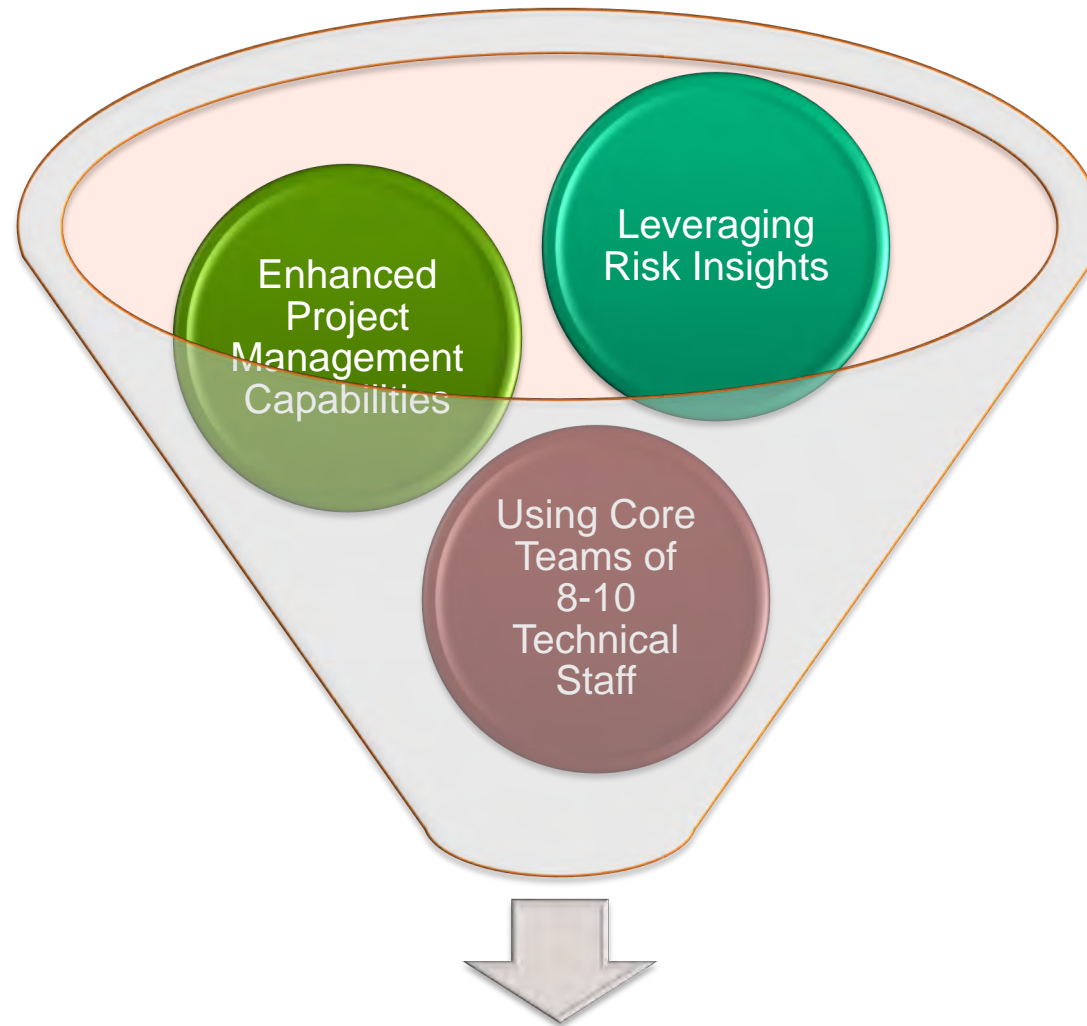 Leveraging
Risk Insights
Enhanced
Project
Management
Capabilities
Using Core
Teams of
8-10
Technical
Staff